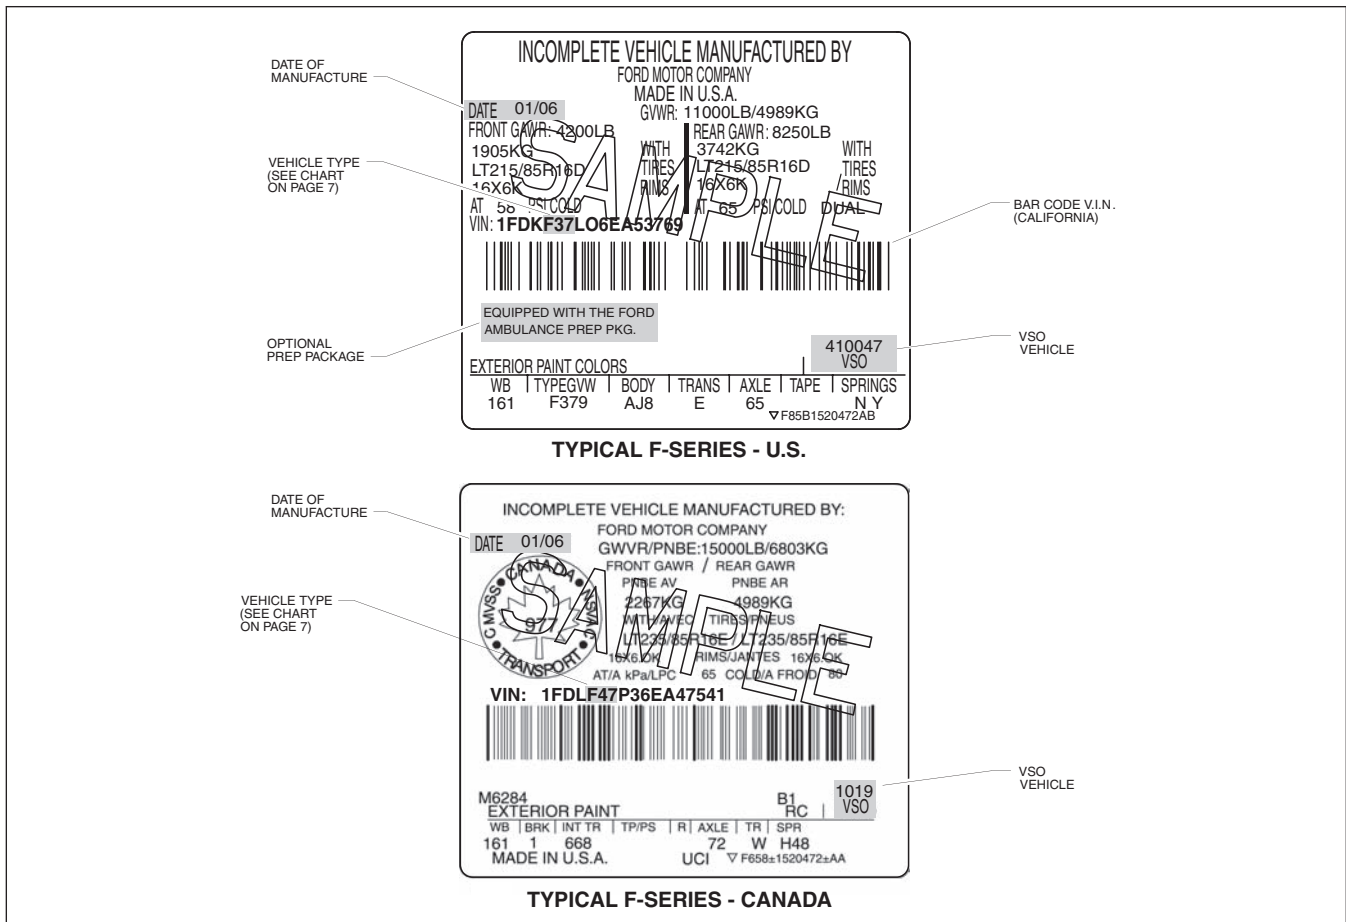 DATE OF
MANUFACTURE
VEHICLE TYPE
(SEE CHART
ON PAGE 7)
OPTIONAL
PREP PACKAGE
INCOMPLETE VEHICLE MANUFACTURED BY
FORD MOTOR COMPANY
MADE IN U.S.A.
DATE 01/06
GVWR: 11000LB/4989KG
FRONT GAWR: 4200LB
REAR GAWR: 8250LB
1905KG WITH 3742KG WITH
LT215/85R16D TIRES LT215/85R16D TIRES
16X6K RIMS 16X6K RIMS
AT 58 PSI COLD AT 65 PSI/COLD DUAL
VIN: 1FDKF37LO6EA53769
SAMPLE
EQUIPPED WITH THE FORD
AMBULANCE PREP PKG.
410047
VSO
EXTERIOR PAINT COLORS
WB TYPEGVW BODY TRANS AXLE TAPE SPRINGS
161 F379 AJ8 E 65 N Y
F85B1520472AB
BAR CODE V.I.N.
(CALIFORNIA)
VSO
VEHICLE
TYPICAL F-SERIES - U.S.
DATE OF
MANUFACTURE
VEHICLE TYPE
(SEE CHART
ON PAGE 7)
INCOMPLETE VEHICLE MANUFACTURED BY:
FORD MOTOR COMPANY
DATE 01/06
GWVR/PNBE:15000LB/6803KG
FRONT GAWR / REAR GAWR
PNBE AV PNBE AR
2267KG 4989KG
WITH/AVEC TIRES/PNEUS
LT235/85R16E / LT235/85R16E
16X6.OK RIMS/JANTES 16X6.OK
AT/A kPa/LPC 65 COLD/A FROID 80
CANADA
CMVSS NSVAC
977
TRANSPORT
SAMPLE
VIN: 1FDLF47P36EA47541
M6284 B1
EXTERIOR PAINT RC
1019
VSO
WB BRK INT TR TP/PS R AXLE TR SPR
161 1 668 72 W H48
MADE IN U.S.A. UCI F658±1520472±AA
VSO
VEHICLE
TYPICAL F-SERIES - CANADA